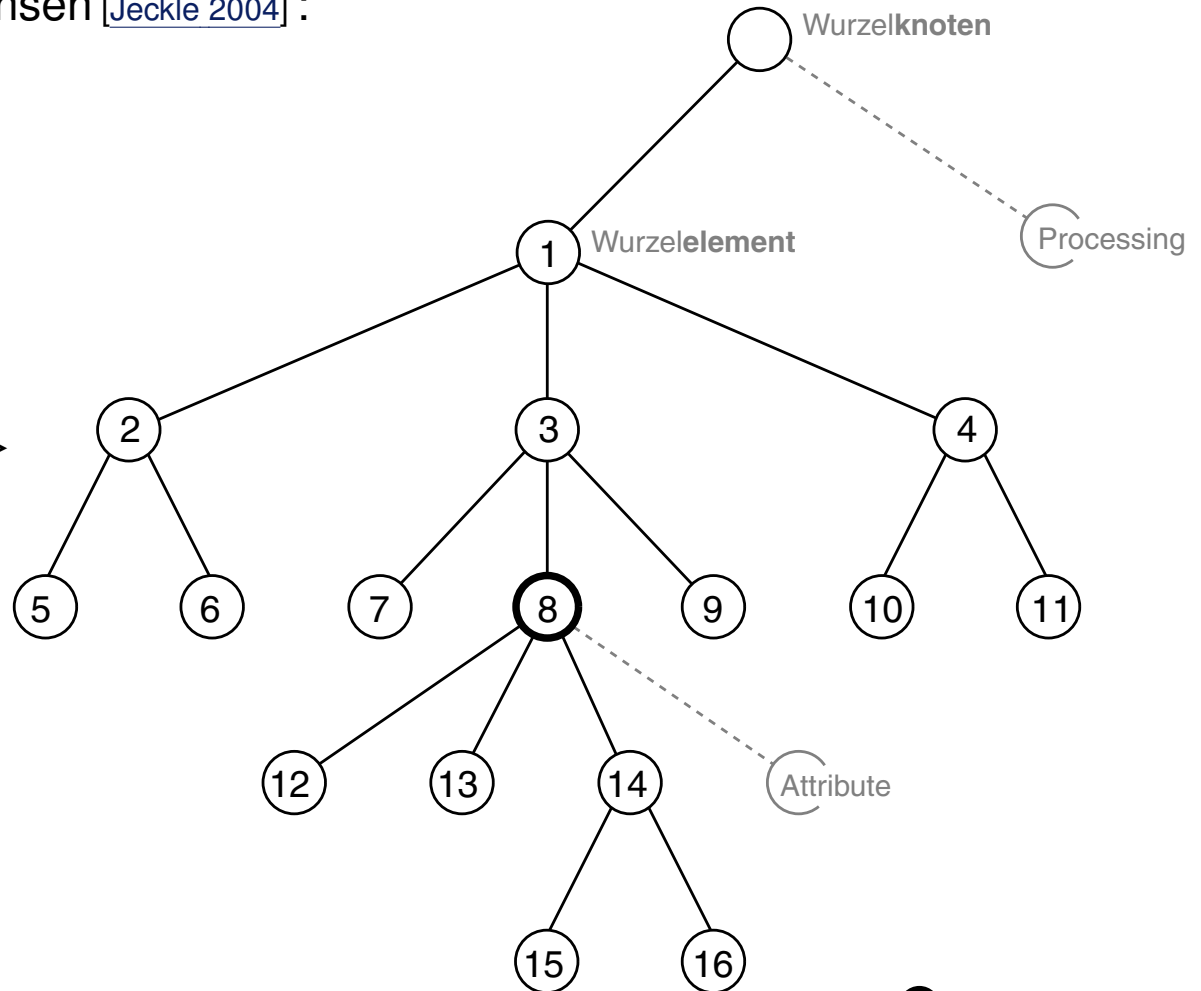 nsen [Jeckle 2004] :
Wurzelknoten
Processing
1 Wurzelelement
2 3 4
5 6 7 8 9 10 11
12 13 14 Attribute
15 16